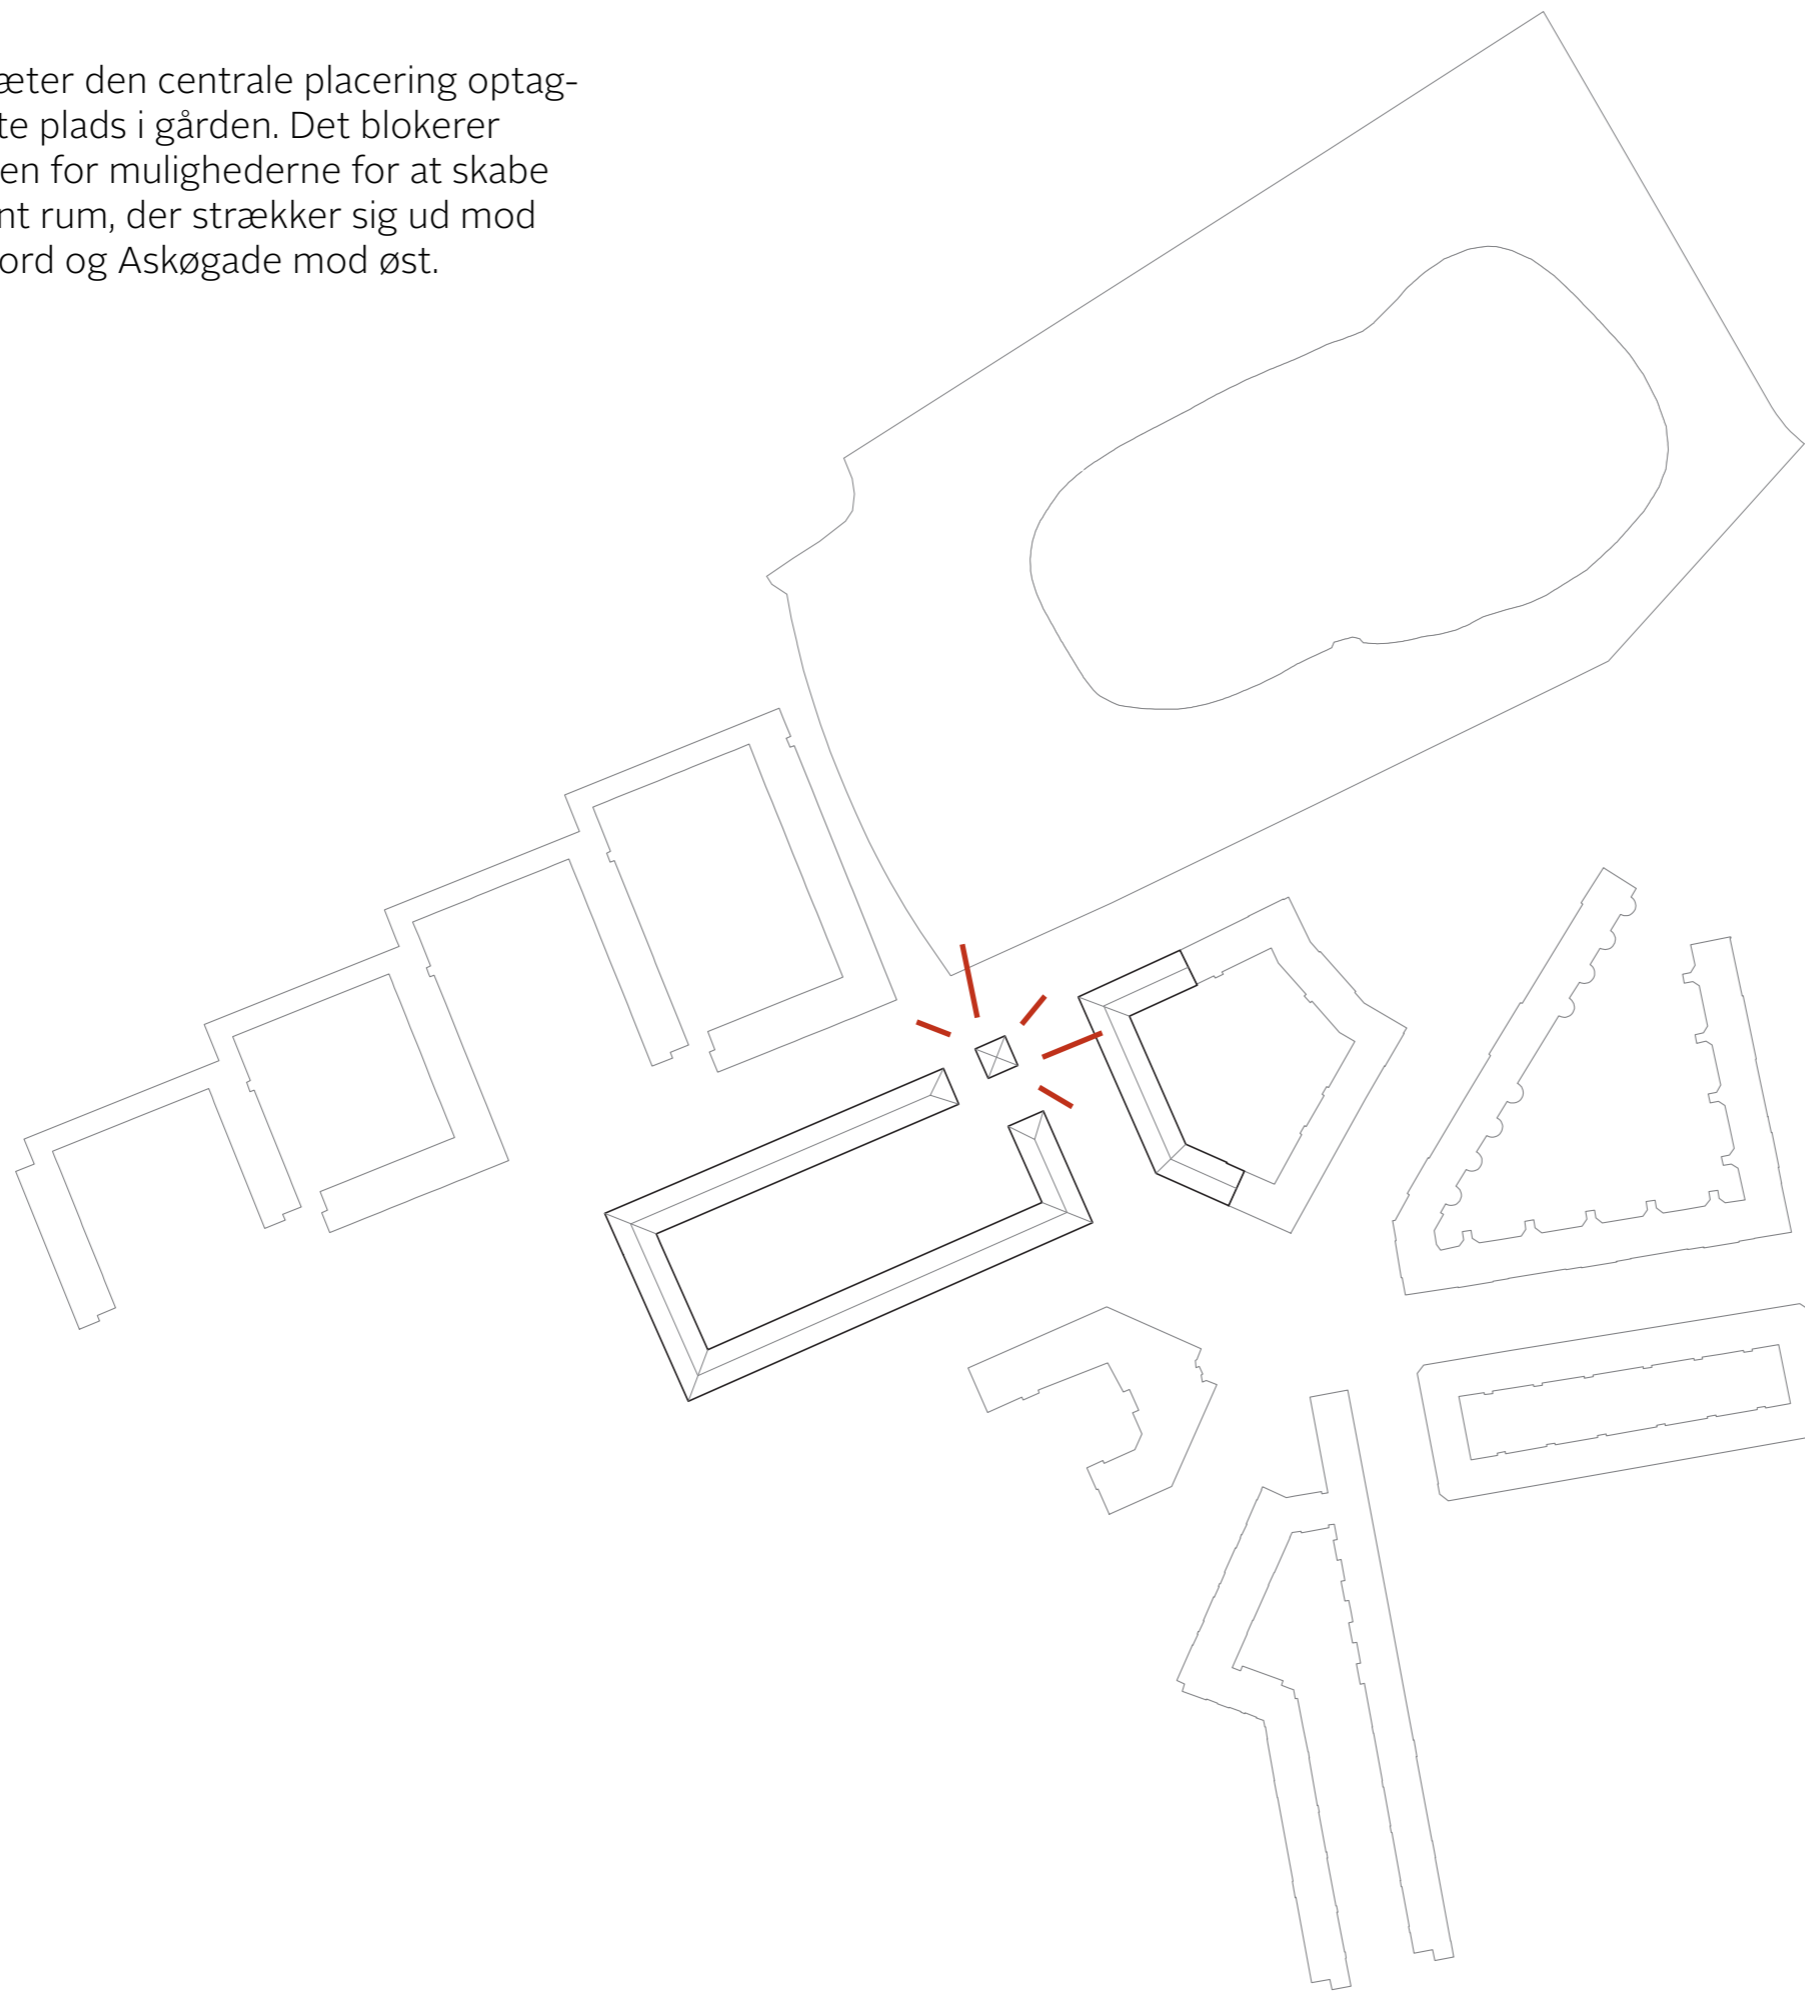 æter den centrale placering optag-
te plads i gården. Det blokerer
en for mulighederne for at skabe
nt rum, der strækker sig ud mod
ord og Askøgade mod øst.